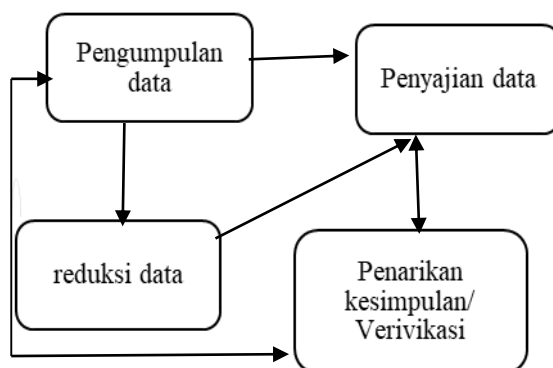 Pengumpulan
data
Penyajian data
reduksi data
Penarikan
kesimpulan/
Verivikasi